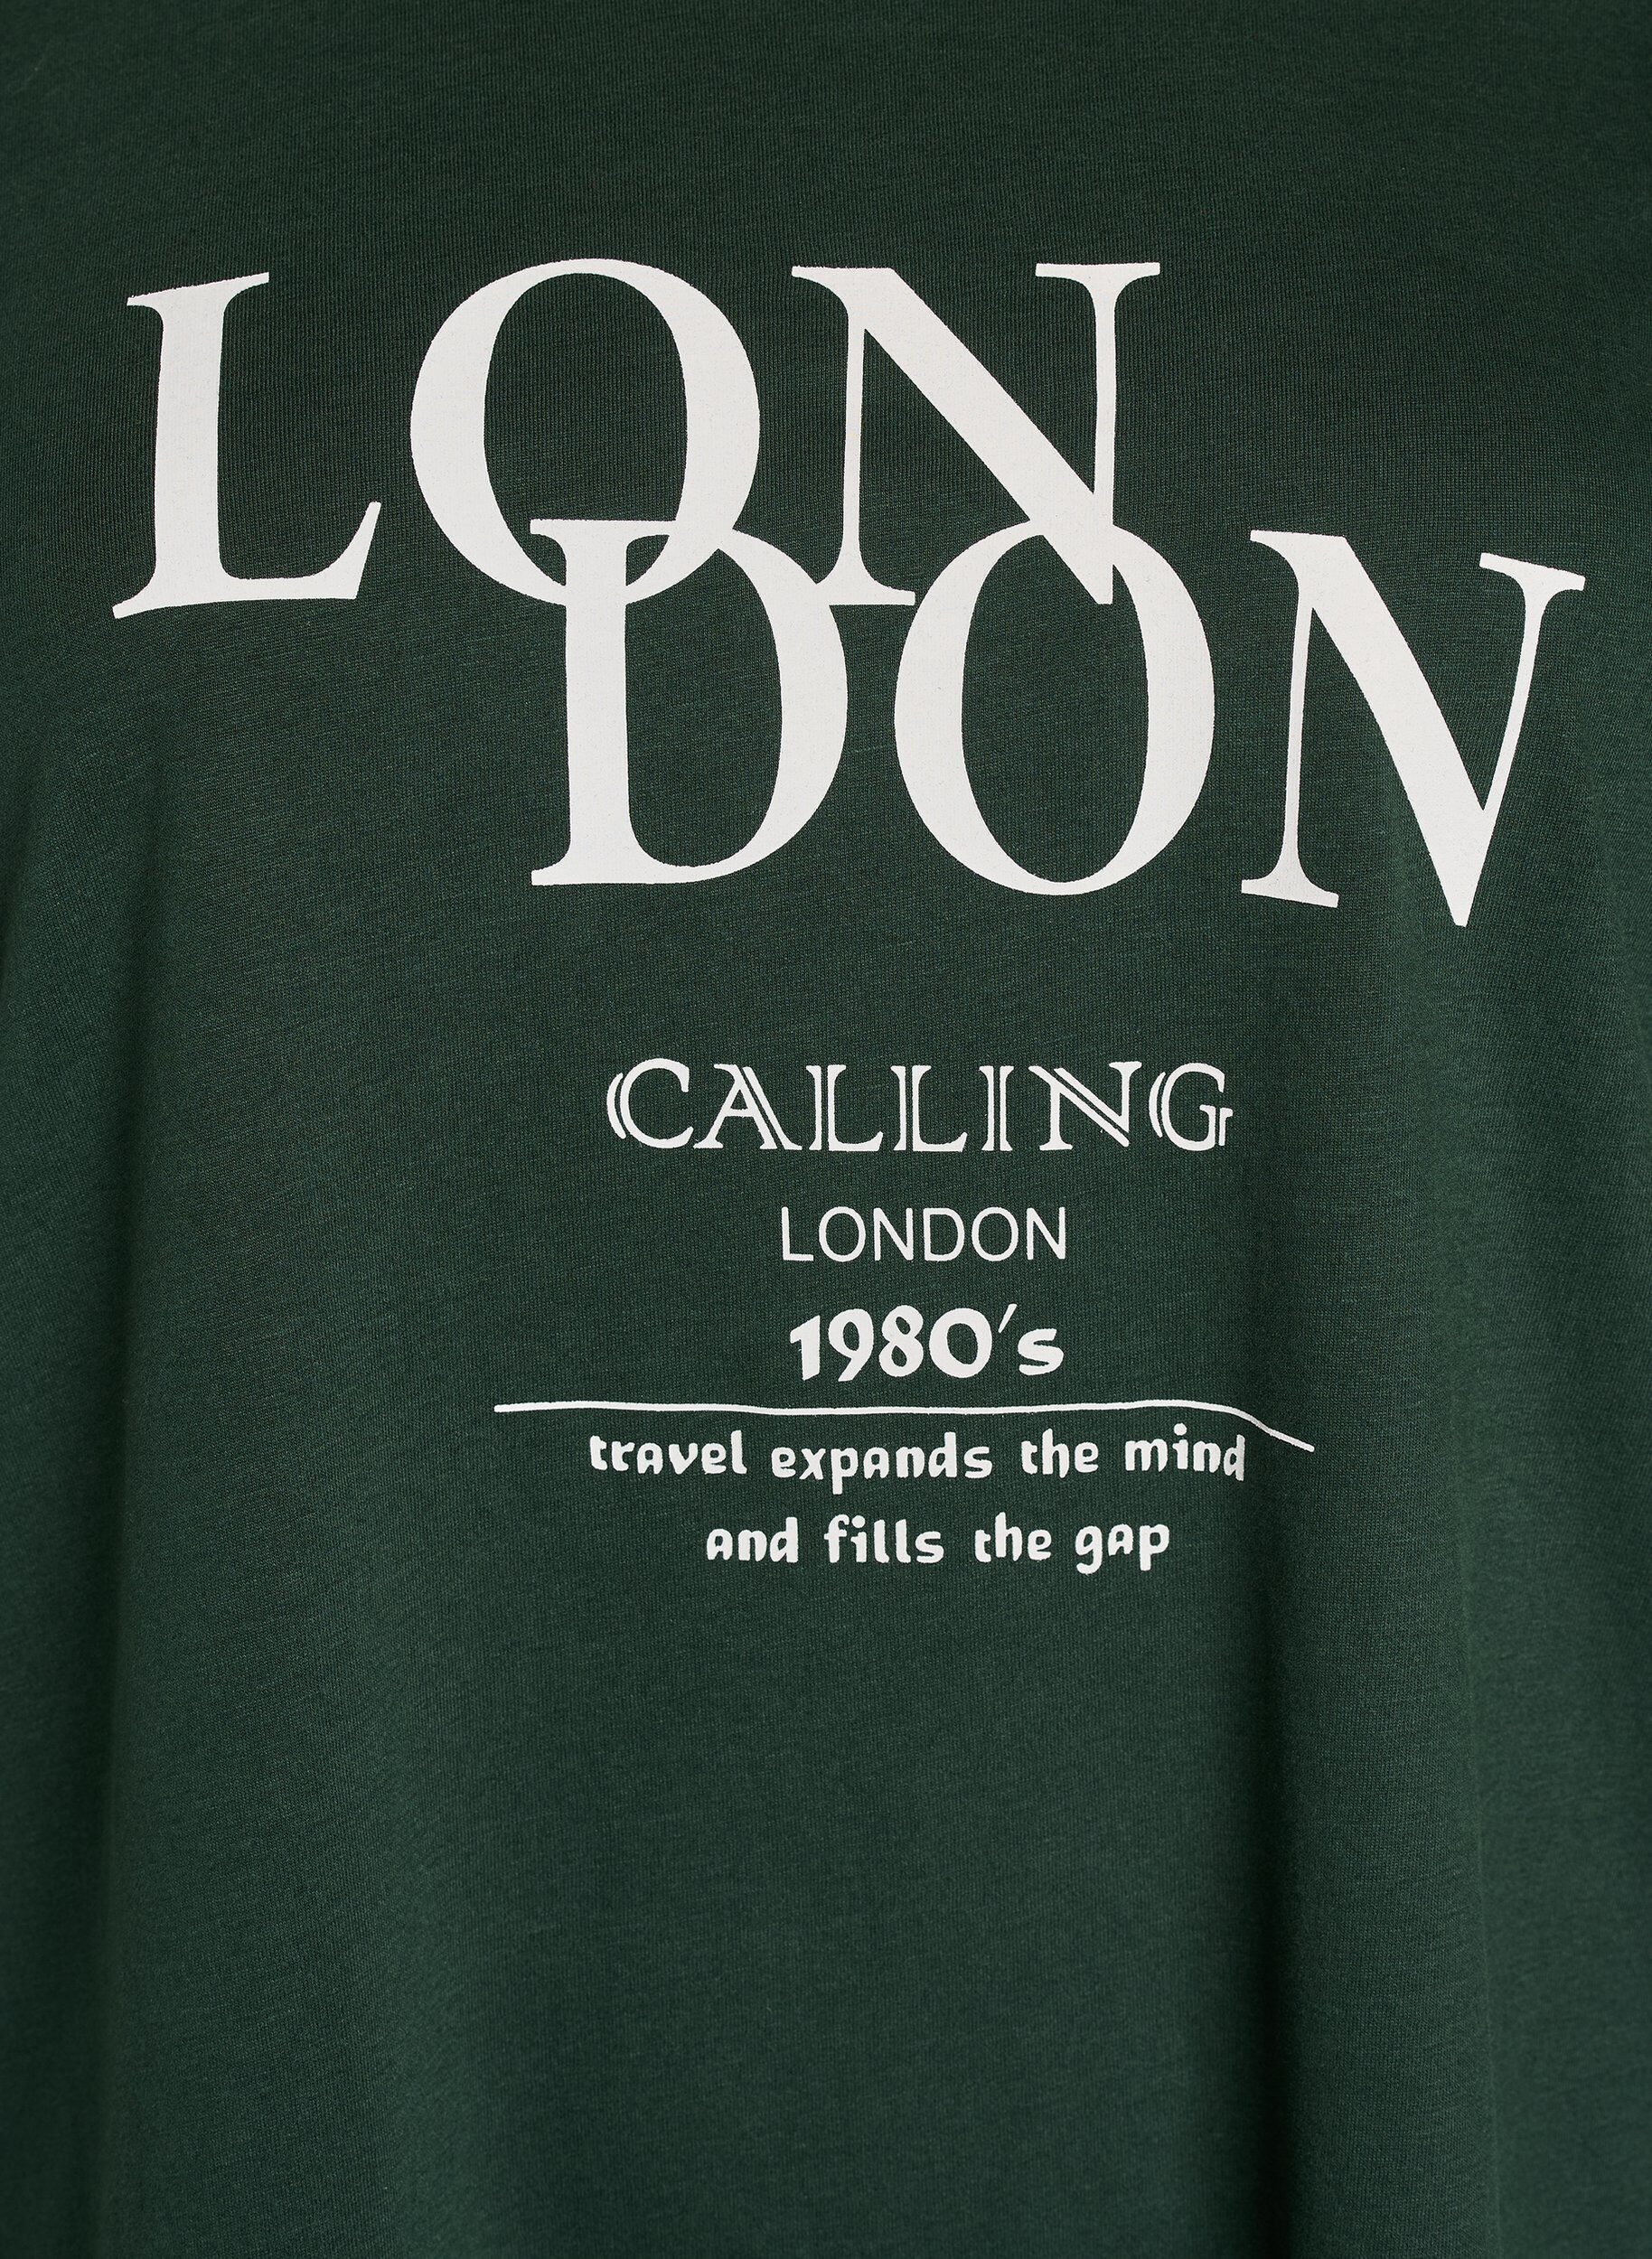 LON
DON
CALLING
LONDON
1980's
travel expands the mind
and fills the gap